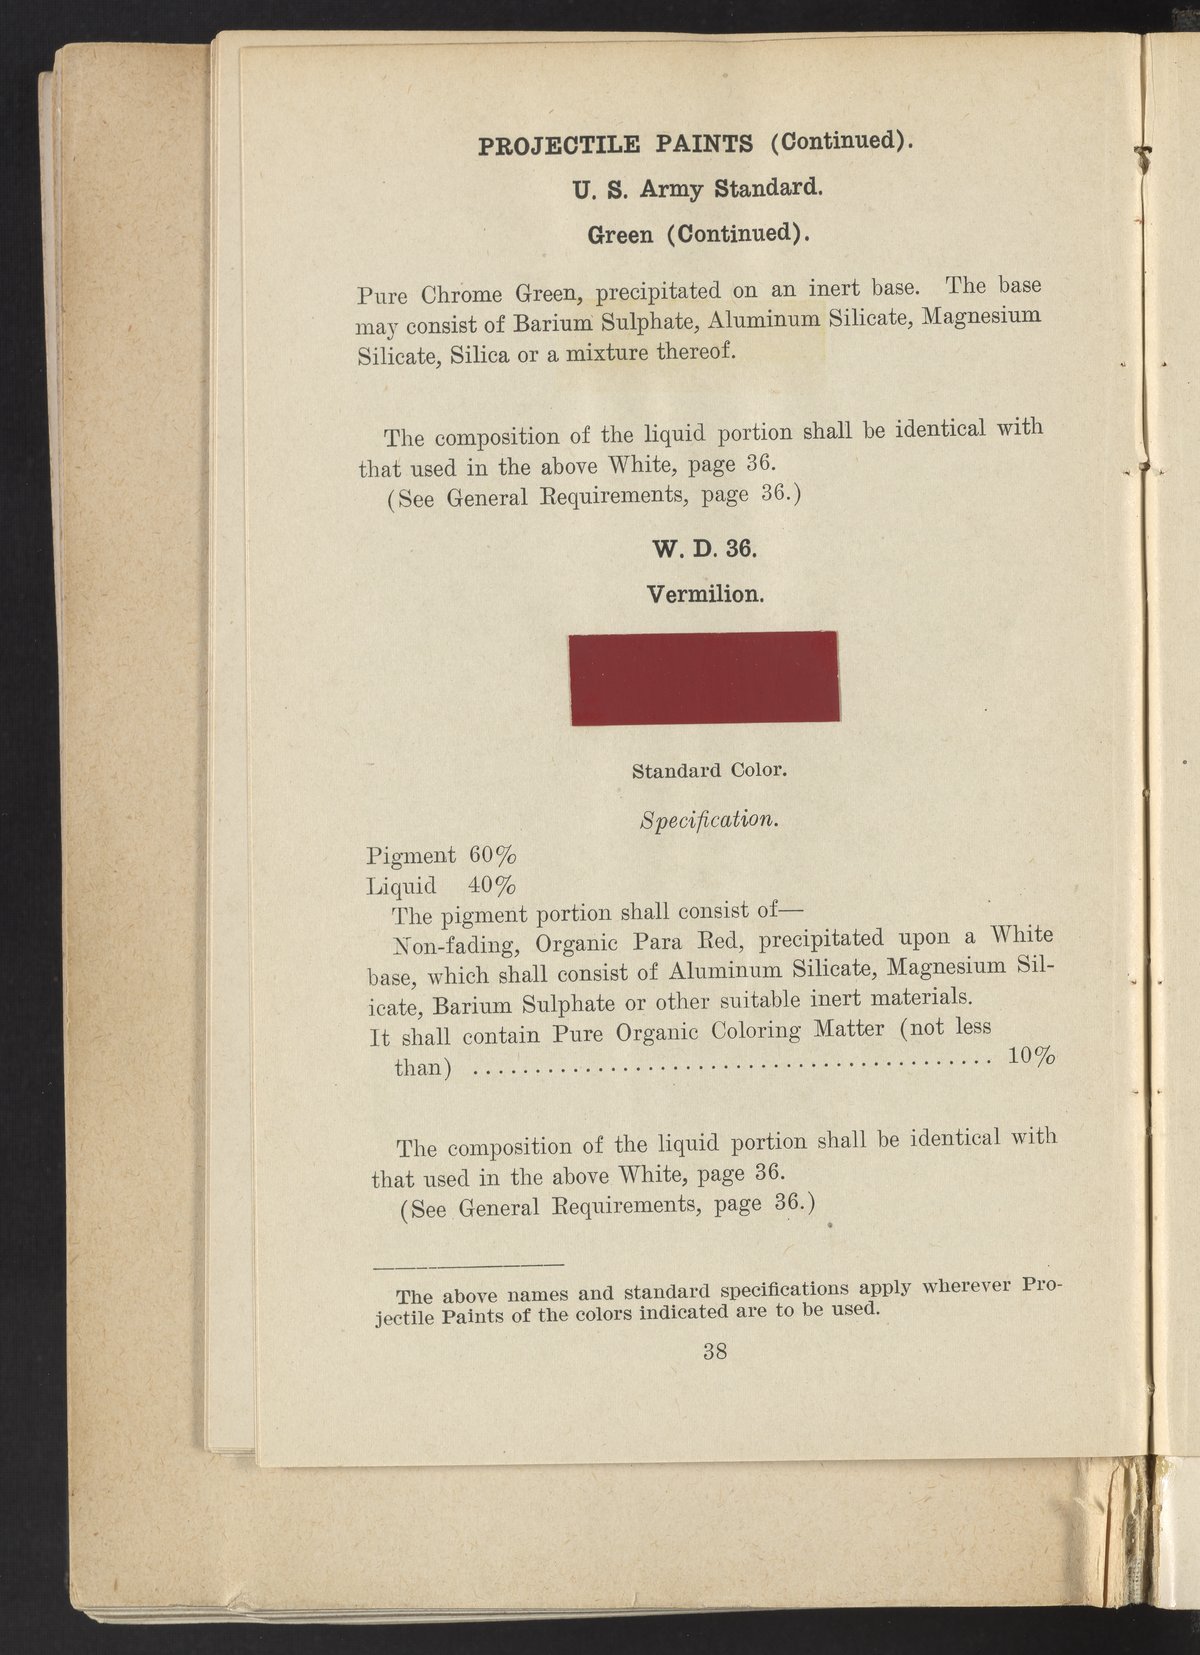 PROJECTILE PAINTS (Continued).
U. S. Army Standard.
Green (Continued).
Pure Chrome Green, precipitated on an inert base. The base
may consist of Barium Sulphate, Aluminum Silicate, Magnesium
Silicate, Silica or a mixture thereof.
The composition of the liquid portion shall be identical with
that used in the above White, page 36.
(See General Requirements, page 36.)
W. D. 36.
Vermilion.
Standard Color.
Specification.
Pigment 60%
Liquid 40%
The pigment portion shall consist of—
Non-fading, Organic Para Red, precipitated upon a White
base, which shall consist of Aluminum Silicate, Magnesium Sil-
icate, Barium Sulphate or other suitable inert materials.
It shall contain Pure Organic Coloring Matter (not less
than) .......................................... 10%
The composition of the liquid portion shall be identical with
that used in the above White, page 36.
(See General Requirements, page 36.)
The above names and standard specifications apply wherever Pro-
jectile Paints of the colors indicated are to be used.
38